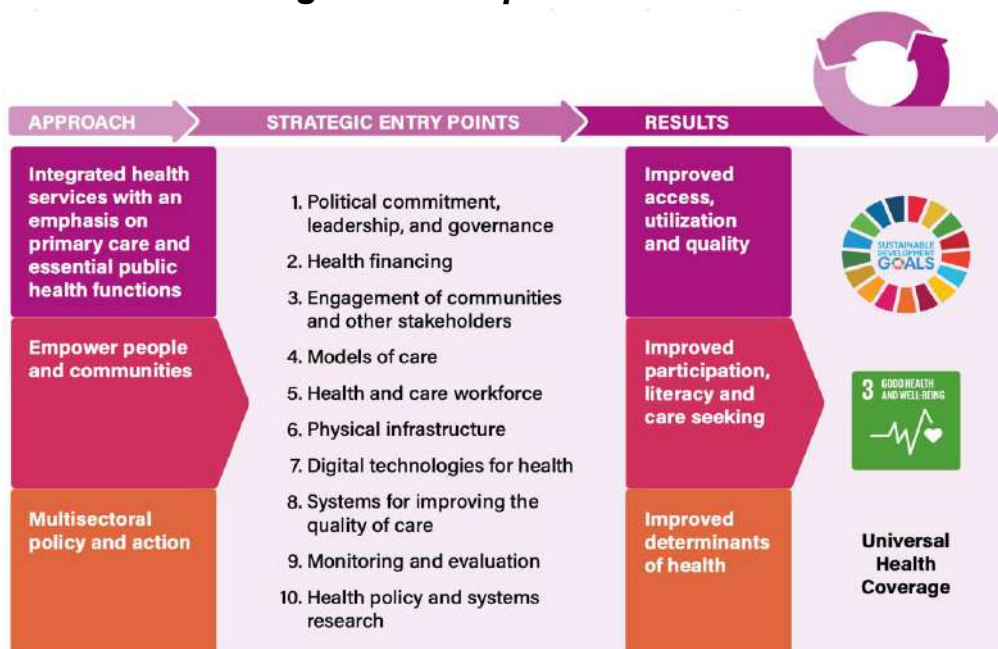 APPROACH
STRATEGIC ENTRY POINTS
RESULTS
Integrated health
services with an
emphasis on
primary care and
essential public
health functions
Empower people
and communities
Multisectoral
policy and action
1. Political commitment,
leadership, and governance
2. Health financing
3. Engagement of communities
and other stakeholders
4. Models of care
5. Health and care workforce
6. Physical infrastructure
7. Digital technologies for health
8. Systems for improving the
quality of care
9. Monitoring and evaluation
10. Health policy and systems
research
Improved
access,
utilization
and quality
Improved
participation,
literacy and
care seeking
Improved
determinants
of health
SUSTAINABLE
DEVELOPMENT
GOALS
3 GOOD HEALTH
AND WELL-BEING
Universal
Health
Coverage